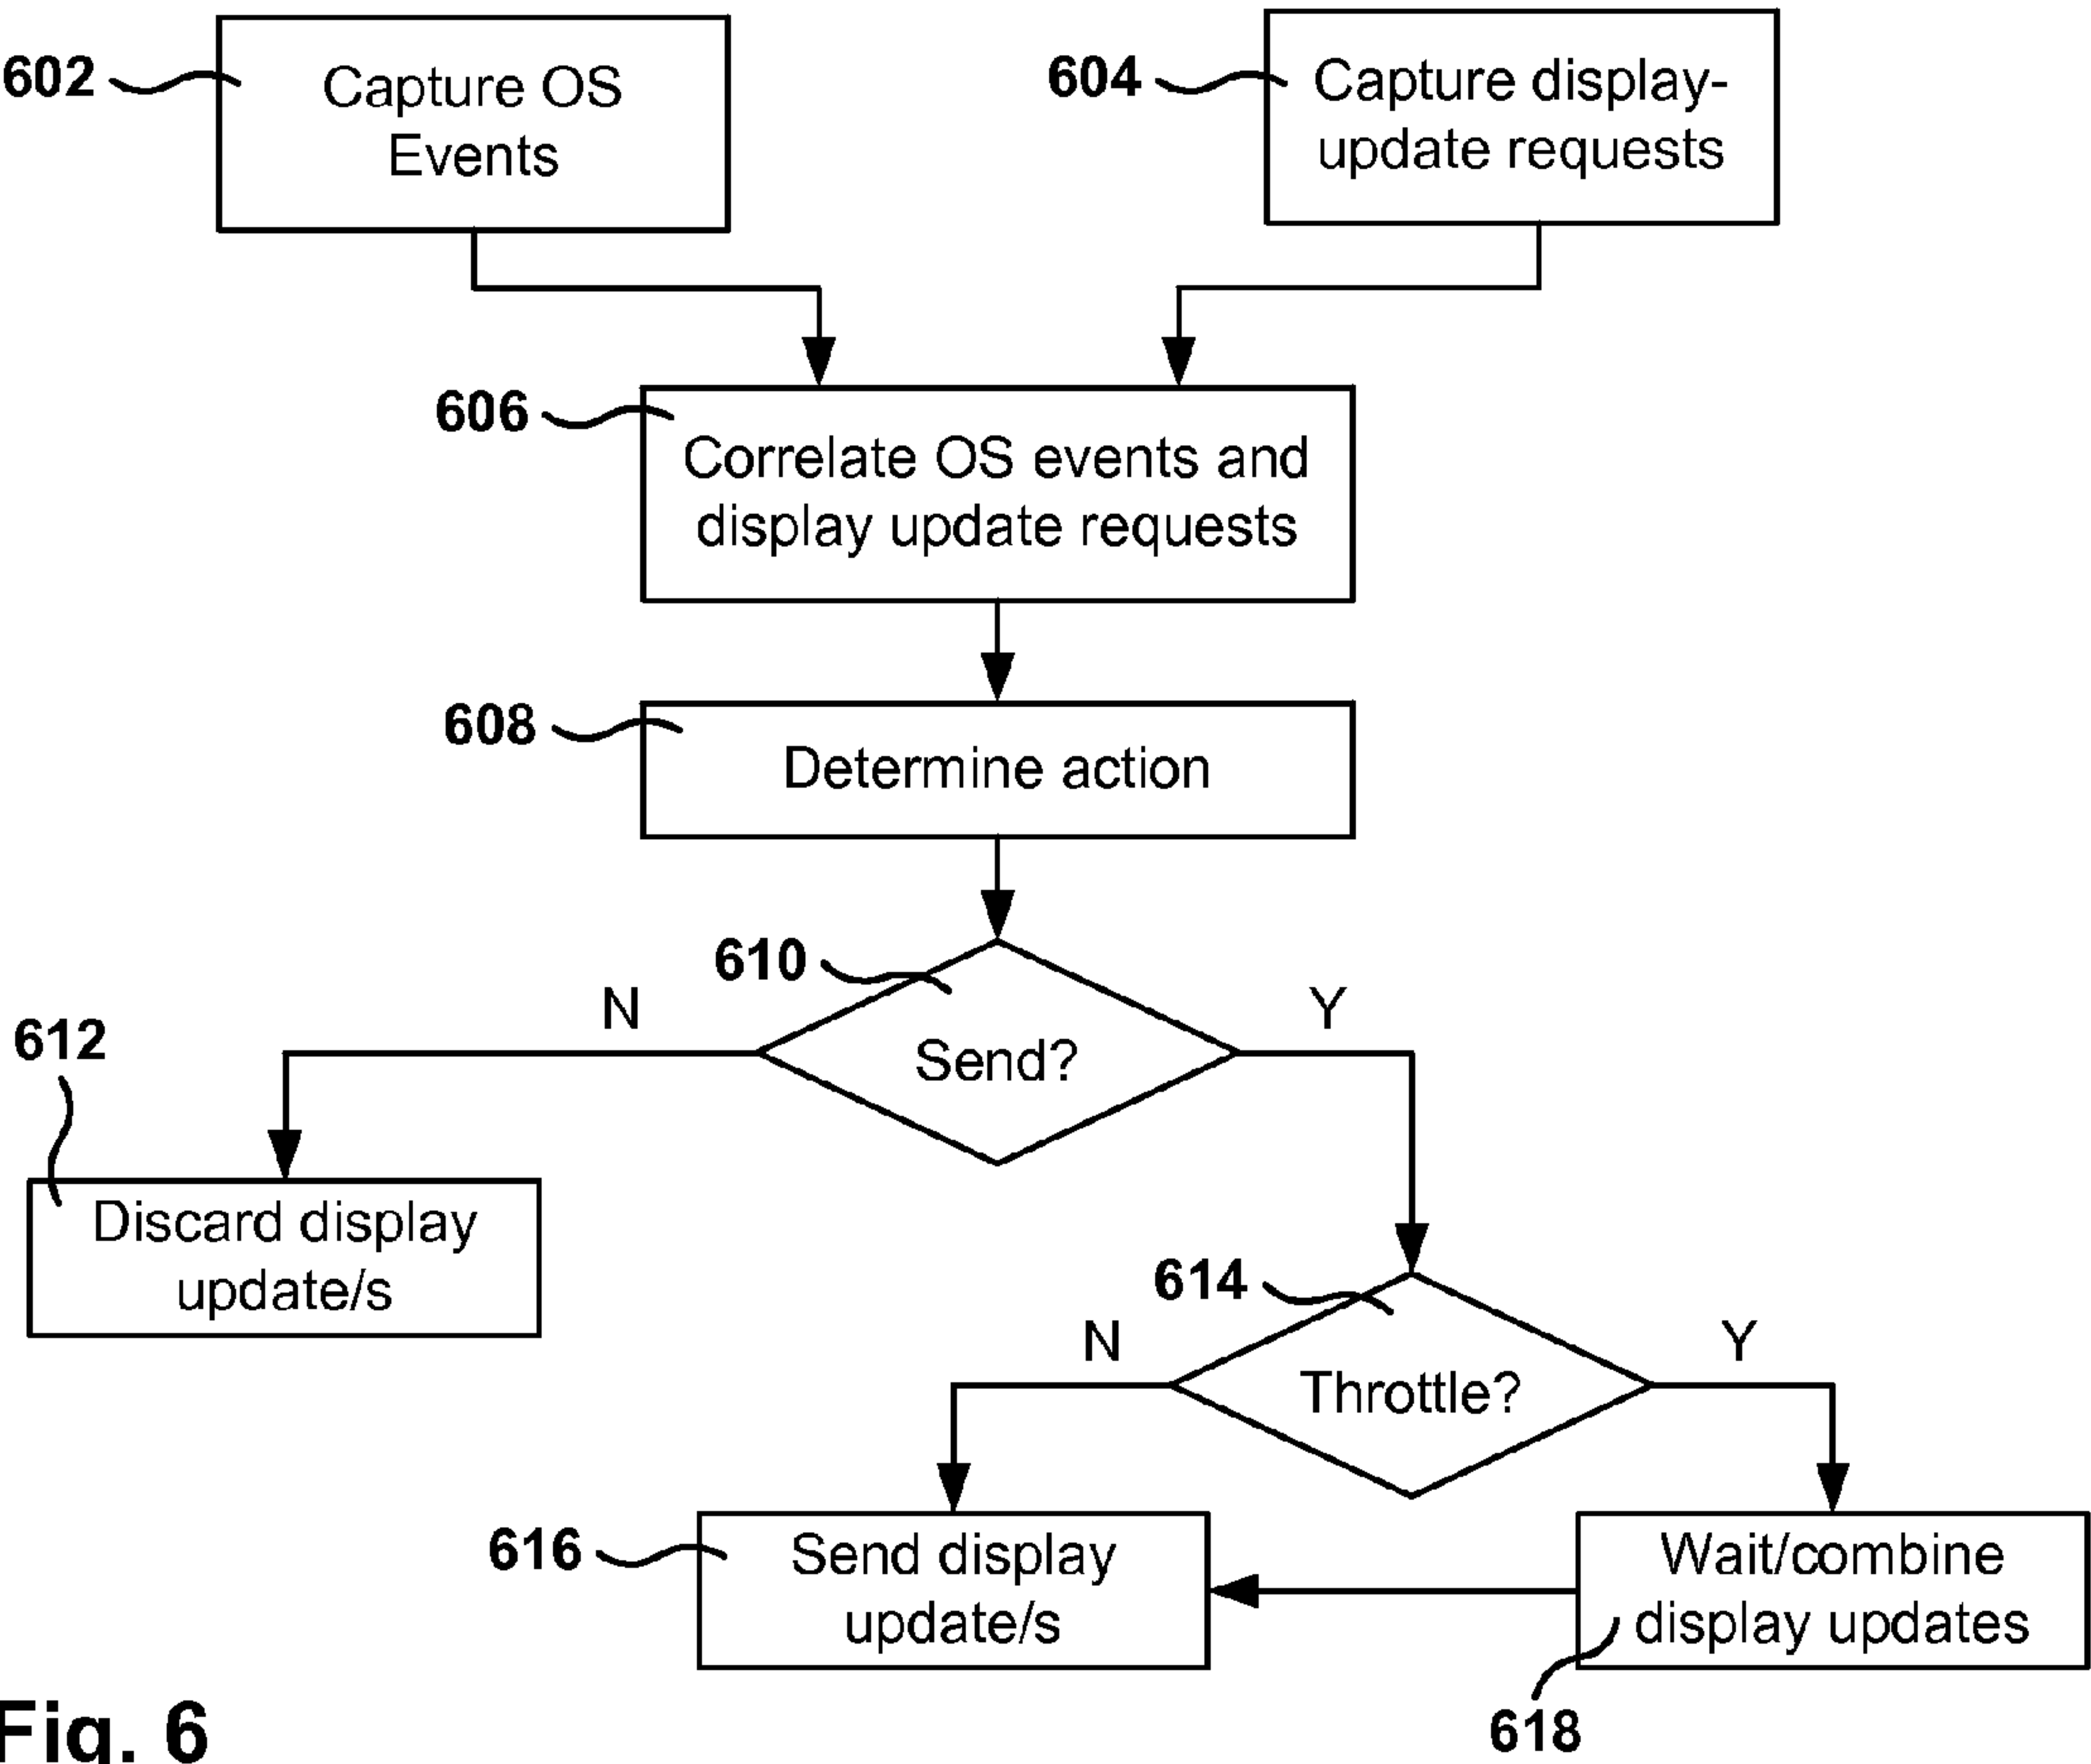 602
Capture OS
Events
604
Capture display-
update requests
606
Correlate OS events and
display update requests
608
Determine action
610
Send?
N
Y
612
Discard display
update/s
614
Throttle?
N
Y
616
Send display
update/s
Wait/combine
display updates
618
Fig. 6